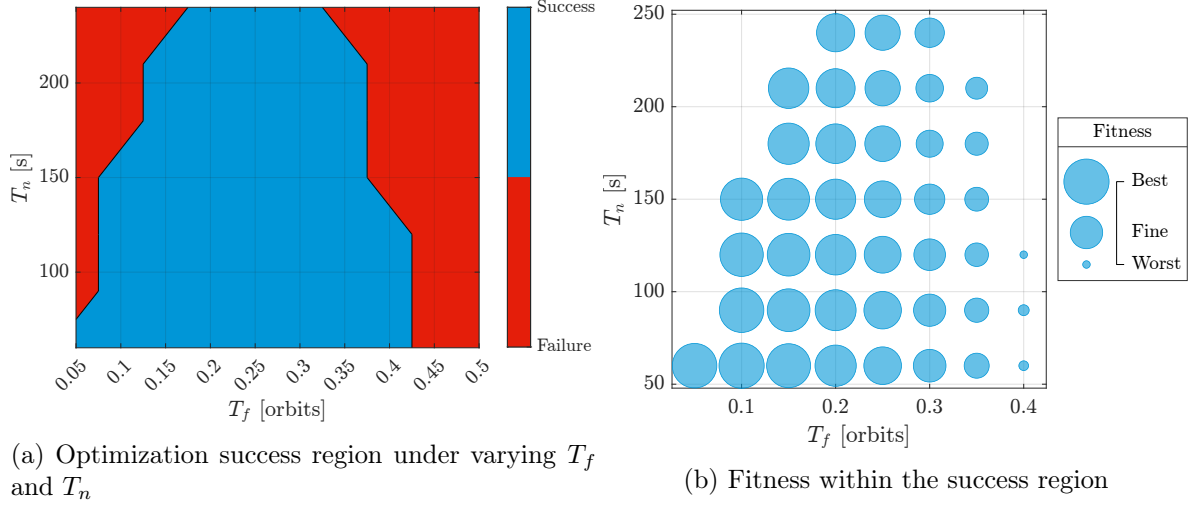 Success
200
150
100
T_n [s]
0.05 0.1 0.15 0.2 0.25 0.3 0.35 0.4 0.45 0.5
T_f [orbits]
Failure
(a) Optimization success region under varying T_f
and T_n
250
200
150
100
50
T_n [s]
0.1 0.2 0.3 0.4
T_f [orbits]
Fitness
Best
Fine
Worst
(b) Fitness within the success region